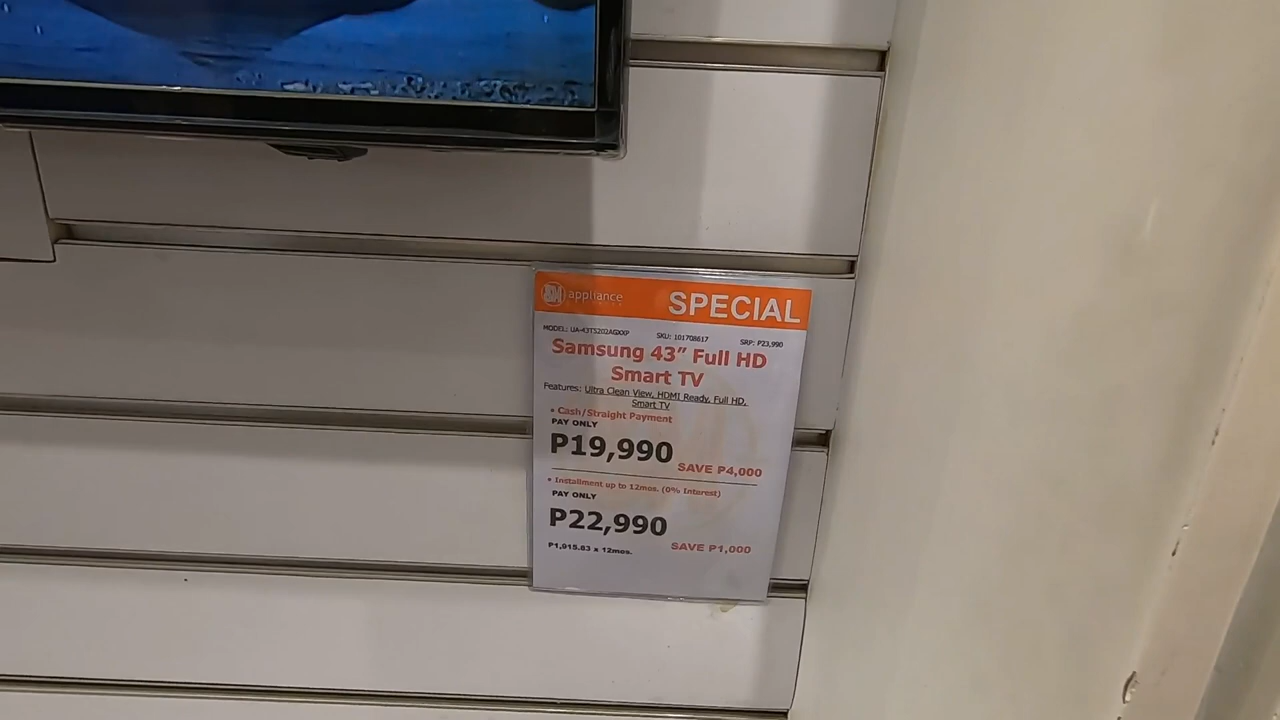 SM appliance SPECIAL
MODEL: UA-43T5202AGXXP SKU: 101708617 SRP: P23,990
Samsung 43” Full HD
Smart TV
Features: Ultra Clean View, HDMI Ready, Full HD,
Smart TV
• Cash/Straight Payment
PAY ONLY
P19,990 SAVE P4,000
• Installment up to 12mos. (0% Interest)
PAY ONLY
P22,990
SAVE P1,000
P1,915.83 x 12mos.